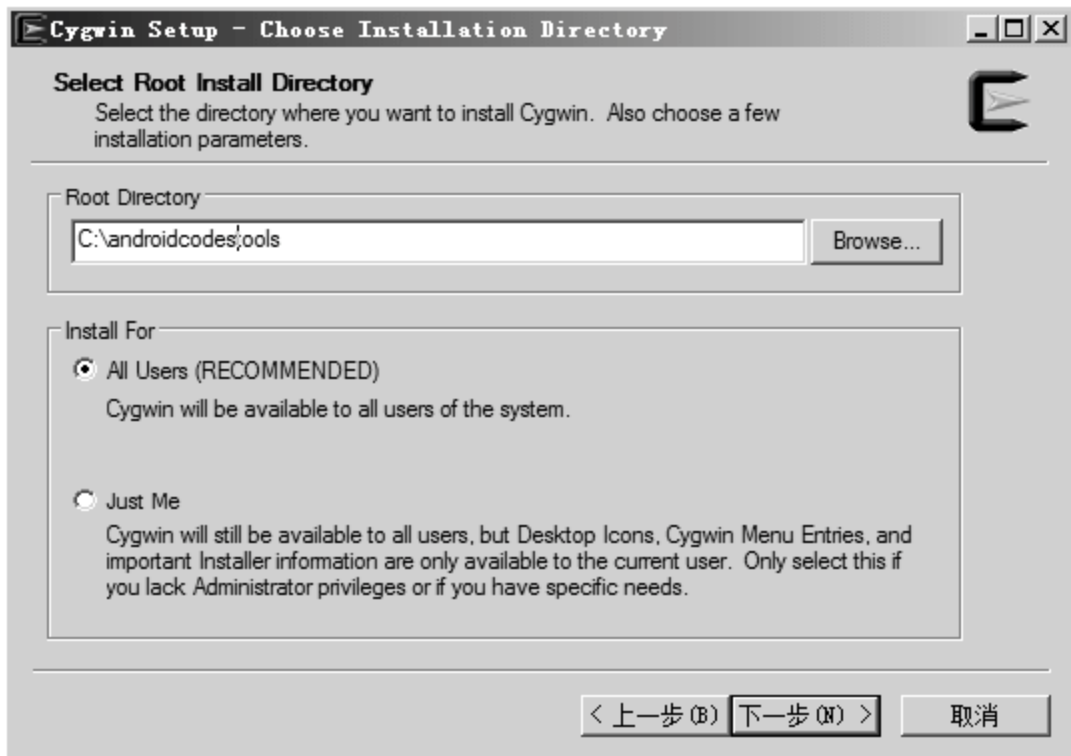 Cygwin Setup - Choose Installation Directory
Select Root Install Directory
Select the directory where you want to install Cygwin. Also choose a few
installation parameters.
Root Directory
C:\androidcodestools
Browse...
Install For
All Users (RECOMMENDED)
Cygwin will be available to all users of the system.
Just Me
Cygwin will still be available to all users, but Desktop Icons, Cygwin Menu Entries, and
important Installer information are only available to the current user. Only select this if
you lack Administrator privileges or if you have specific needs.
< 上一步(B) 下一步(N) > 取消